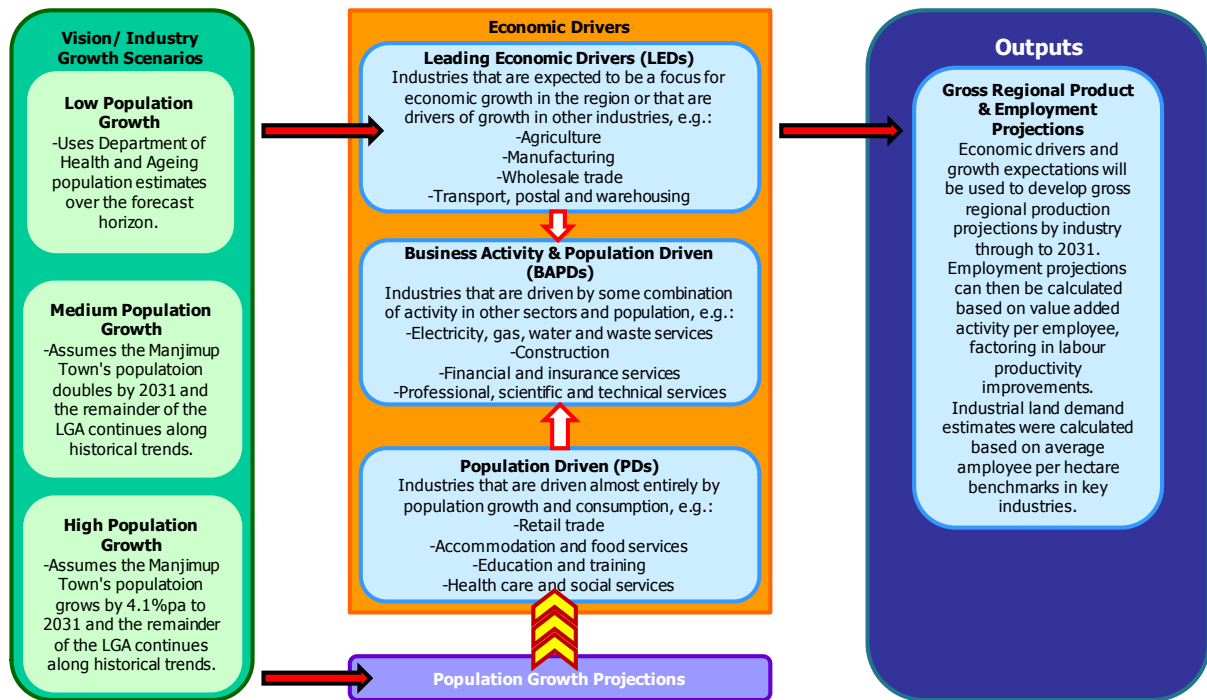 Vision/ Industry
Growth Scenarios
Low Population
Growth
-Uses Department of
Health and Ageing
population estimates
over the forecast
horizon.
Medium Population
Growth
-Assumes the Manjimup
Town's populatoion
doubles by 2031 and
the remainder of the
LGA continues along
historical trends.
High Population
Growth
-Assumes the Manjimup
Town's populatoion
grows by 4.1%pa to
2031 and the remainder
of the LGA continues
along historical trends.
Economic Drivers
Leading Economic Drivers (LEDs)
Industries that are expected to be a focus for
economic growth in the region or that are
drivers of growth in other industries, e.g.:
-Agriculture
-Manufacturing
-Wholesale trade
-Transport, postal and warehousing
Business Activity & Population Driven
(BAPDs)
Industries that are driven by some combination
of activity in other sectors and population, e.g.:
-Electricity, gas, water and waste services
-Construction
-Financial and insurance services
-Professional, scientific and technical services
Population Driven (PDs)
Industries that are driven almost entirely by
population growth and consumption, e.g.:
-Retail trade
-Accommodation and food services
-Education and training
-Health care and social services
Population Growth Projections
Outputs
Gross Regional Product
& Employment
Projections
Economic drivers and
growth expectations will
be used to develop gross
regional production
projections by industry
through to 2031.
Employment projections
can then be calculated
based on value added
activity per employee,
factoring in labour
productivity
improvements.
Industrial land demand
estimates were calculated
based on average
amployee per hectare
benchmarks in key
industries.